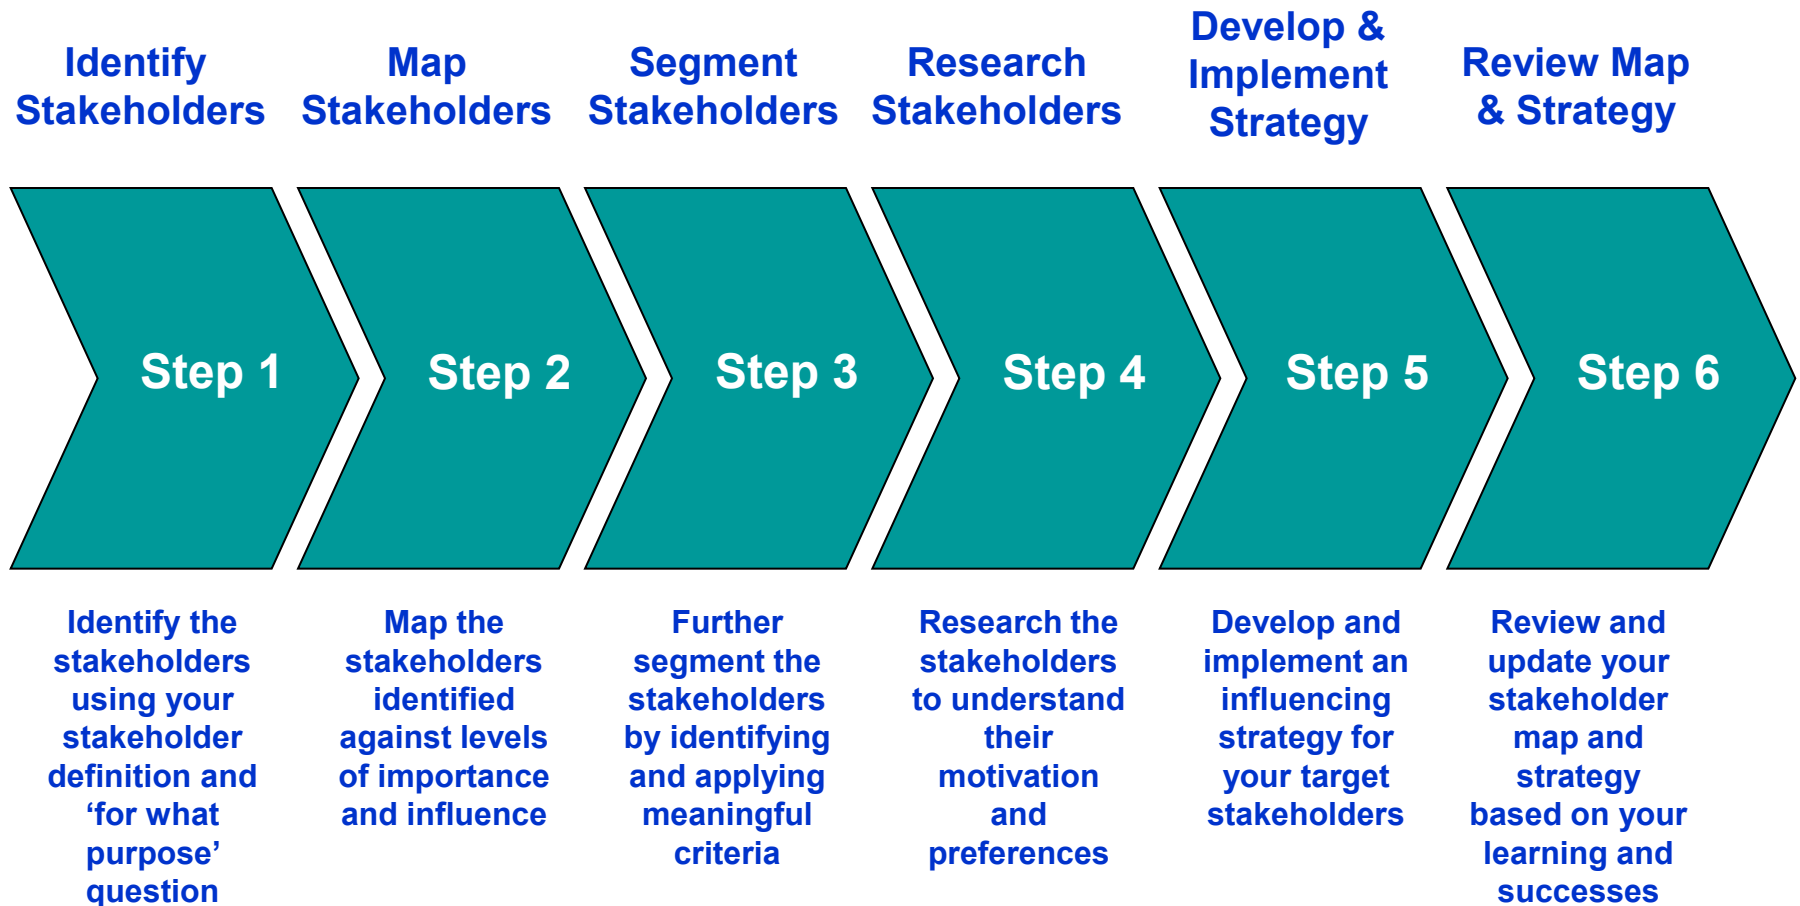 Identify
Stakeholders
Map
Stakeholders
Segment
Stakeholders
Research
Stakeholders
Develop &
Implement
Strategy
Review Map
& Strategy
Step 1
Step 2
Step 3
Step 4
Step 5
Step 6
Identify the
stakeholders
using your
stakeholder
definition and
‘for what
purpose’
question
Map the
stakeholders
identified
against levels
of importance
and influence
Further
segment the
stakeholders
by identifying
and applying
meaningful
criteria
Research the
stakeholders
to understand
their
motivation
and
preferences
Develop and
implement an
influencing
strategy for
your target
stakeholders
Review and
update your
stakeholder
map and
strategy
based on your
learning and
successes